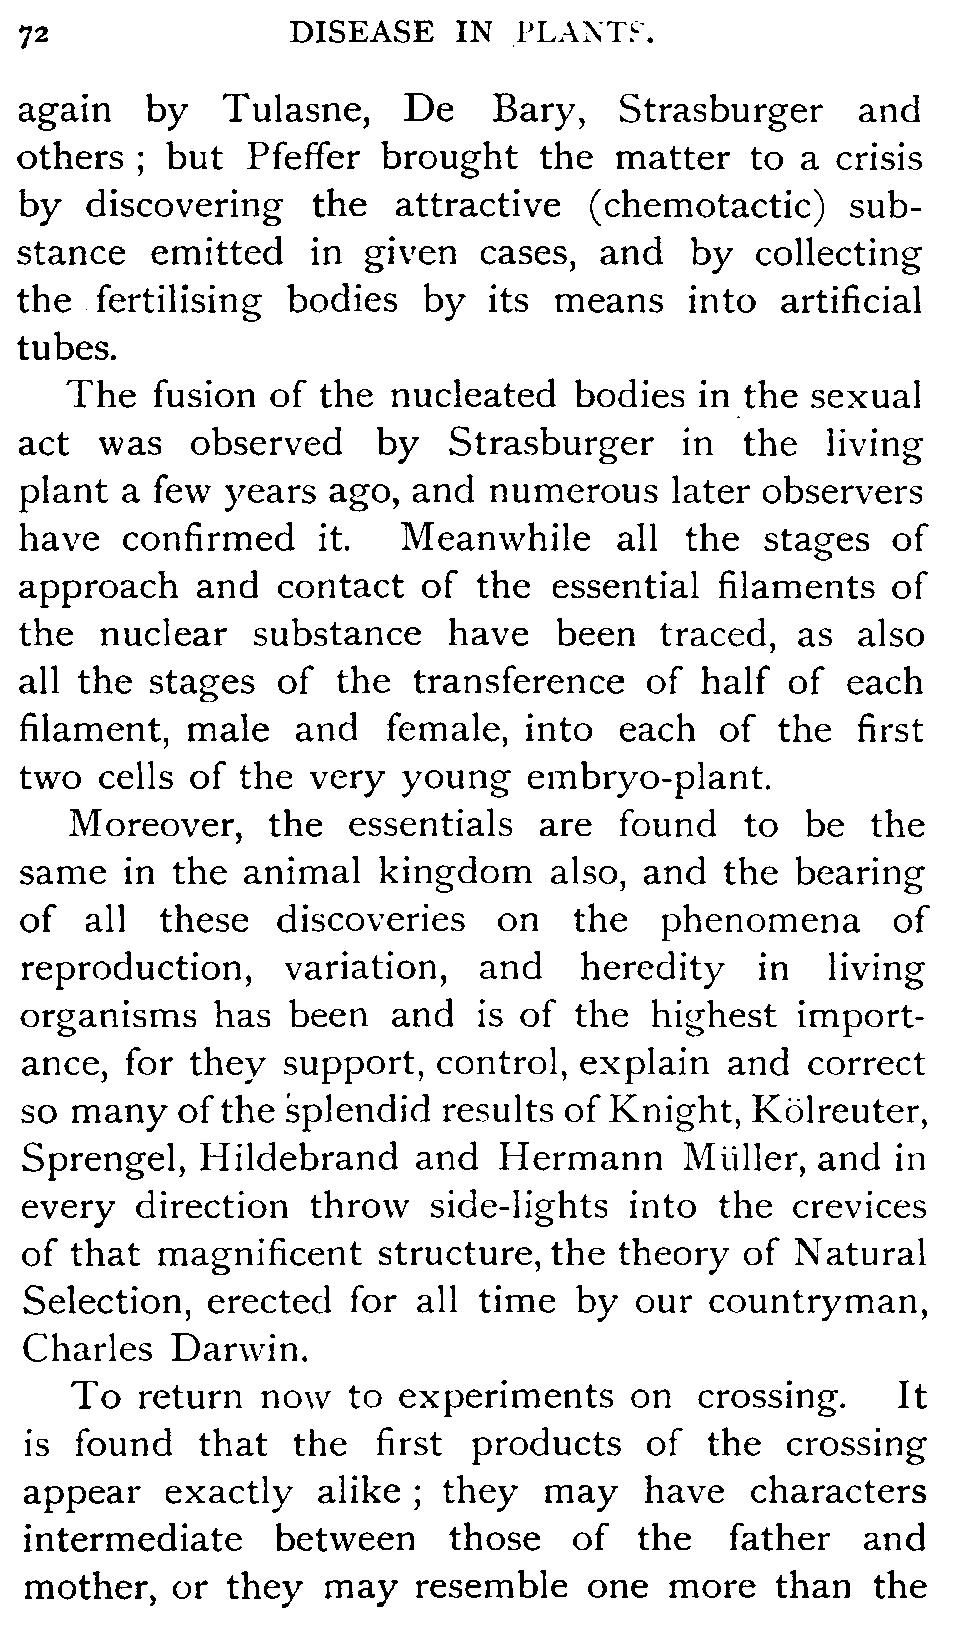 72 DISEASE IN PLANTS.
again by Tulasne, De Bary, Strasburger and
others ; but Pfeffer brought the matter to a crisis
by discovering the attractive (chemotactic) sub-
stance emitted in given cases, and by collecting
the fertilising bodies by its means into artificial
tubes.
The fusion of the nucleated bodies in the sexual
act was observed by Strasburger in the living
plant a few years ago, and numerous later observers
have confirmed it. Meanwhile all the stages of
approach and contact of the essential filaments of
the nuclear substance have been traced, as also
all the stages of the transference of half of each
filament, male and female, into each of the first
two cells of the very young embryo-plant.
Moreover, the essentials are found to be the
same in the animal kingdom also, and the bearing
of all these discoveries on the phenomena of
reproduction, variation, and heredity in living
organisms has been and is of the highest import-
ance, for they support, control, explain and correct
so many of the splendid results of Knight, Kölreuter,
Sprengel, Hildebrand and Hermann Müller, and in
every direction throw side-lights into the crevices
of that magnificent structure, the theory of Natural
Selection, erected for all time by our countryman,
Charles Darwin.
To return now to experiments on crossing. It
is found that the first products of the crossing
appear exactly alike ; they may have characters
intermediate between those of the father and
mother, or they may resemble one more than the